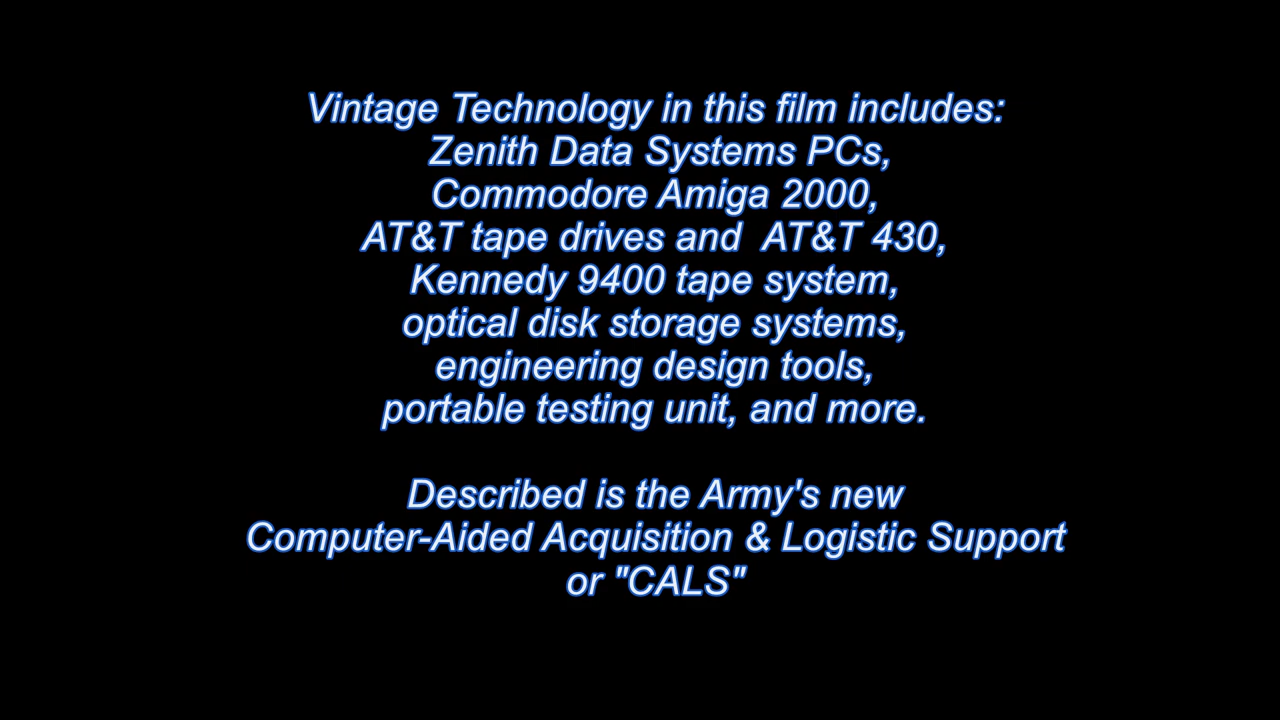 Vintage Technology in this film includes:
Zenith Data Systems PCs,
Commodore Amiga 2000,
AT&T tape drives and  AT&T 430,
Kennedy 9400 tape system,
optical disk storage systems,
engineering design tools,
portable testing unit, and more.
Described is the Army's new
Computer-Aided Acquisition & Logistic Support
or "CALS"